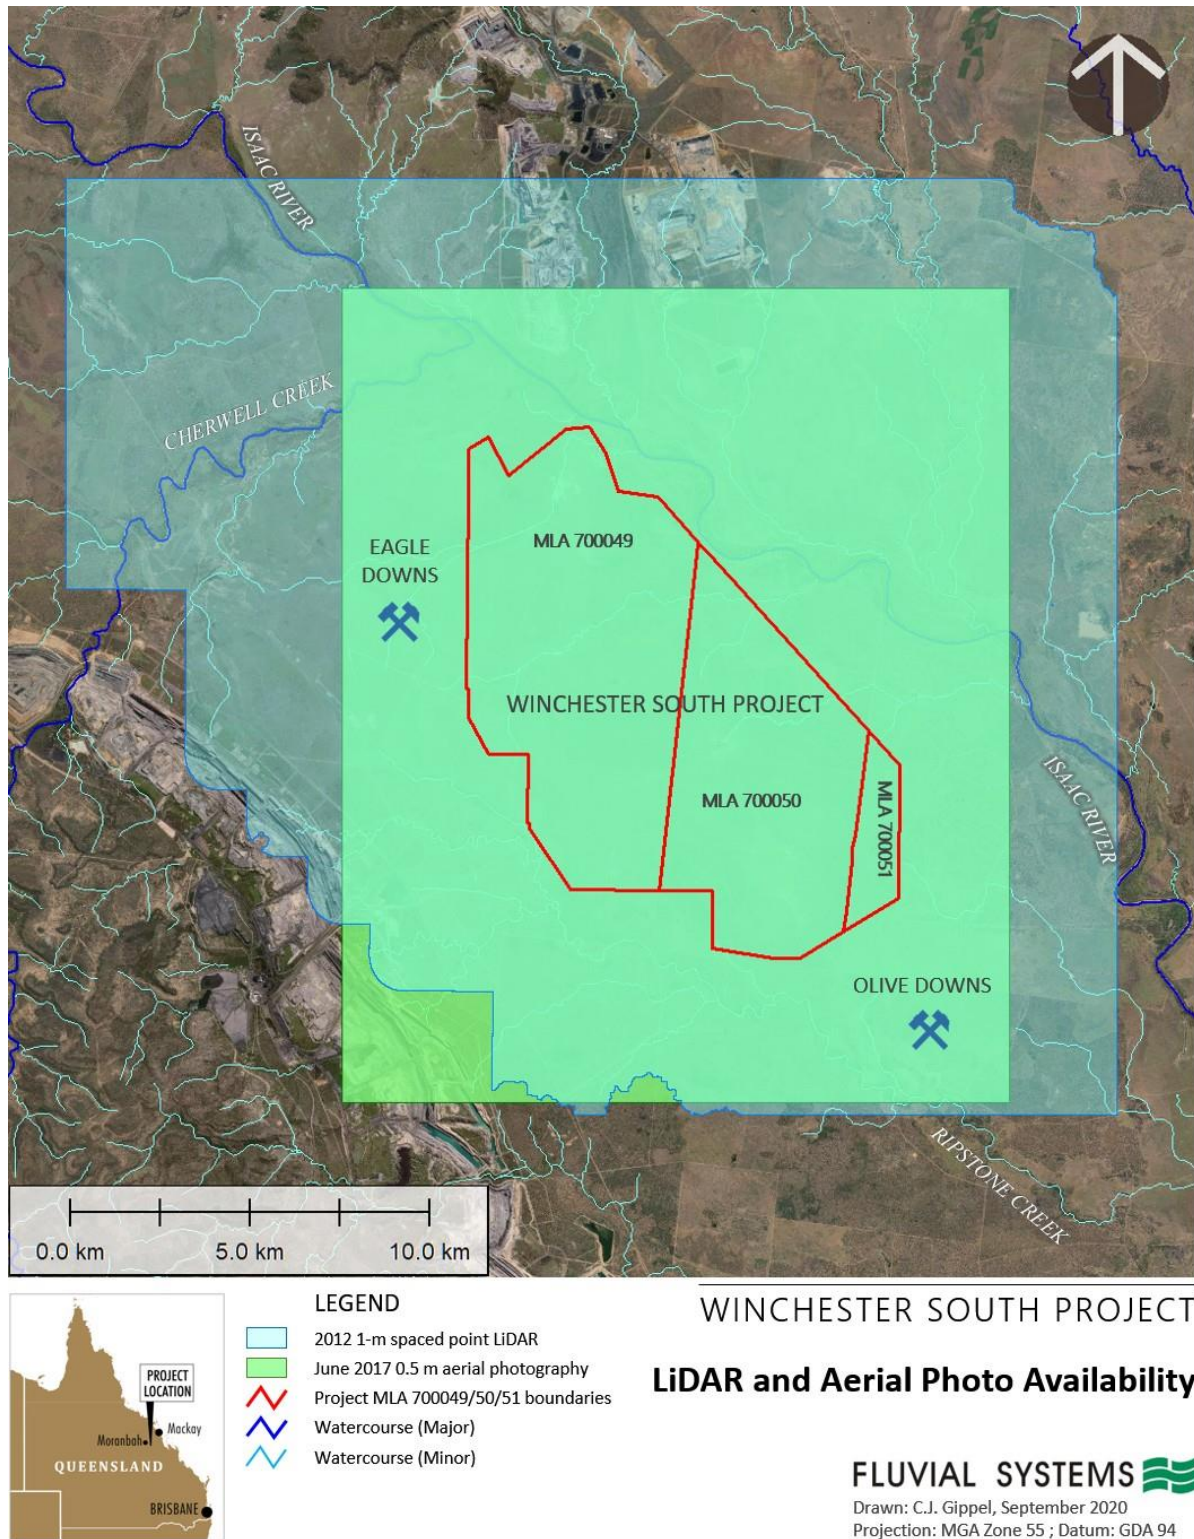 ISAAC RIVER
CHERWELL CREEK
EAGLE
DOWNS
MLA 700049
WINCHESTER SOUTH PROJECT
MLA 700050
MLA 700051
ISAAC RIVER
OLIVE DOWNS
RIPSTONE CREEK
0.0 km 5.0 km 10.0 km
LEGEND
2012 1-m spaced point LiDAR
June 2017 0.5 m aerial photography
Project MLA 700049/50/51 boundaries
Watercourse (Major)
Watercourse (Minor)
PROJECT
LOCATION
Mackay
Moranbah
QUEENSLAND
BRISBANE
WINCHESTER SOUTH PROJECT
LiDAR and Aerial Photo Availability
FLUVIAL SYSTEMS
Drawn: C.J. Gippel, September 2020
Projection: MGA Zone 55 ; Datum: GDA 94